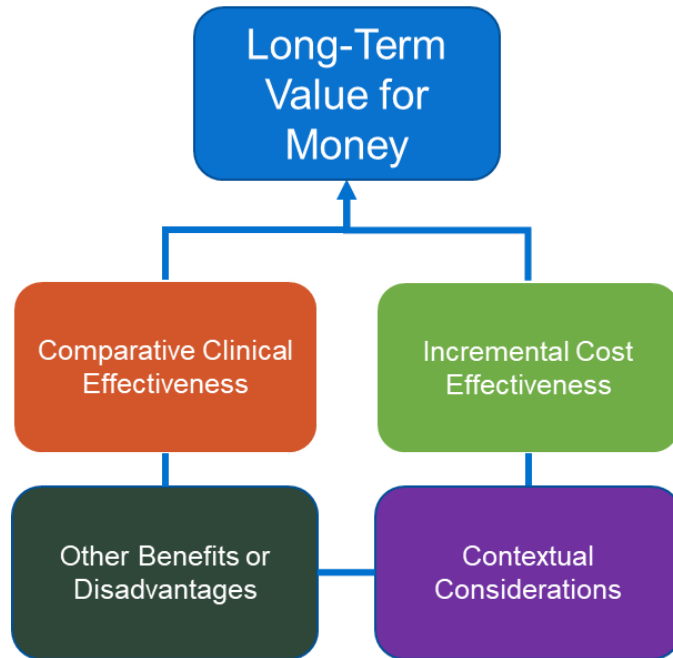 Long-Term
Value for
Money
Comparative Clinical
Effectiveness
Incremental Cost
Effectiveness
Other Benefits or
Disadvantages
Contextual
Considerations